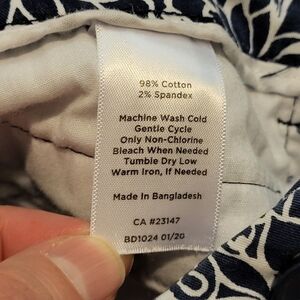 98% Cotton
2% Spandex
Machine Wash Cold
Gentle Cycle
Only Non-Chlorine
Bleach When Needed
Tumble Dry Low
Warm Iron, If Needed
Made In Bangladesh
CA #23147
BD1024 01/20